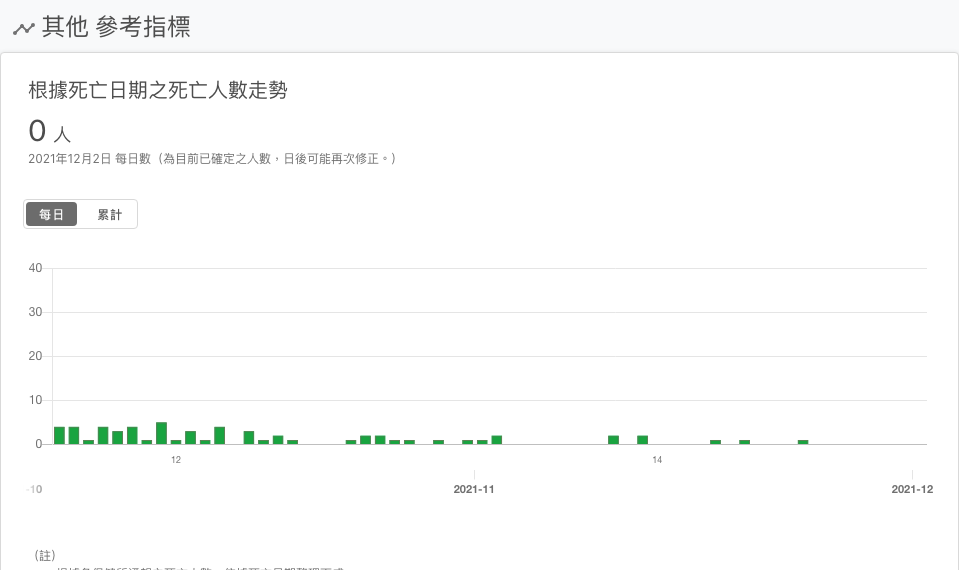 其他 參考指標
根據死亡日期之死亡人數走勢
0 人
2021年12月2日 每日數（為目前已確定之人數，日後可能再次修正。）
每日 累計
40
30
20
10
0
12 14
-10 2021-11 2021-12
（註）